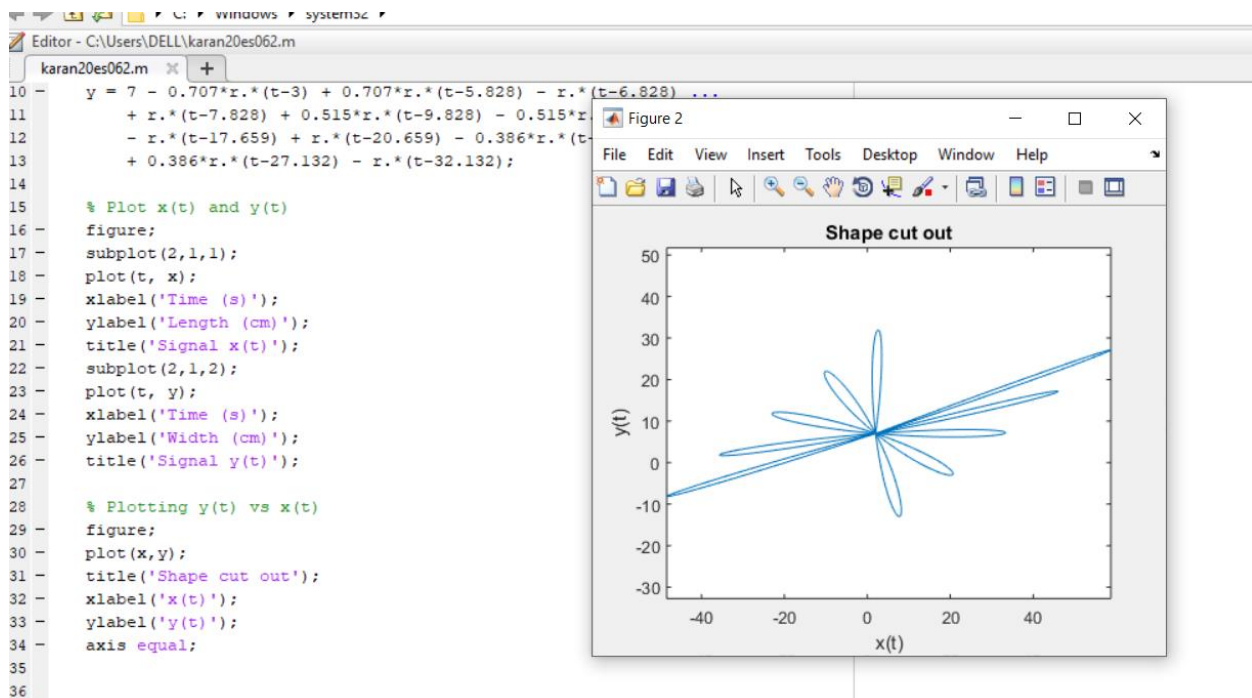 C: ▸ Windows ▸ system32 ▸
Editor - C:\Users\DELL\karan20es062.m
karan20es062.m
10 - y = 7 - 0.707*r.*(t-3) + 0.707*r.*(t-5.828) - r.*(t-6.828) ...
11 + r.*(t-7.828) + 0.515*r.*(t-9.828) - 0.515*r.
12 - r.*(t-17.659) + r.*(t-20.659) - 0.386*r.*(t-
13 + 0.386*r.*(t-27.132) - r.*(t-32.132);
14
15 % Plot x(t) and y(t)
16 - figure;
17 - subplot(2,1,1);
18 - plot(t, x);
19 - xlabel('Time (s)');
20 - ylabel('Length (cm)');
21 - title('Signal x(t)');
22 - subplot(2,1,2);
23 - plot(t, y);
24 - xlabel('Time (s)');
25 - ylabel('Width (cm)');
26 - title('Signal y(t)');
27
28 % Plotting y(t) vs x(t)
29 - figure;
30 - plot(x,y);
31 - title('Shape cut out');
32 - xlabel('x(t)');
33 - ylabel('y(t)');
34 - axis equal;
35
36
Figure 2
File Edit View Insert Tools Desktop Window Help
Shape cut out
50
40
30
20
10
0
-10
-20
-30
y(t)
-40 -20 0 20 40
x(t)